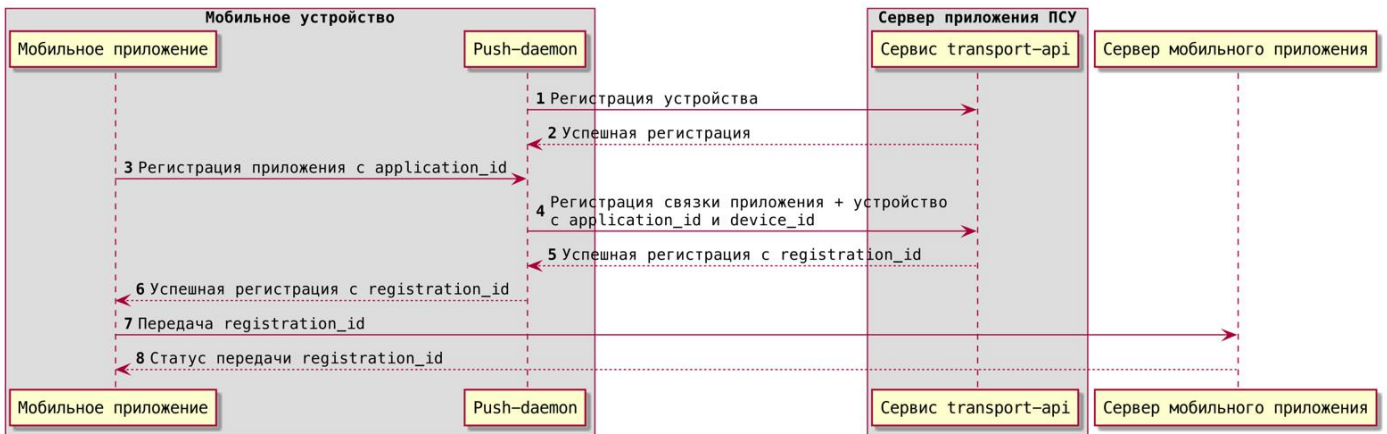 Мобильное устройство
Сервер приложения ПСУ
Мобильное приложение
Push-daemon
Сервис transport-api
Сервер мобильного приложения
1 Регистрация устройства
2 Успешная регистрация
3 Регистрация приложения с application_id
4 Регистрация связки приложения + устройство
с application_id и device_id
5 Успешная регистрация с registration_id
6 Успешная регистрация с registration_id
7 Передача registration_id
8 Статус передачи registration_id
Мобильное приложение
Push-daemon
Сервис transport-api
Сервер мобильного приложения